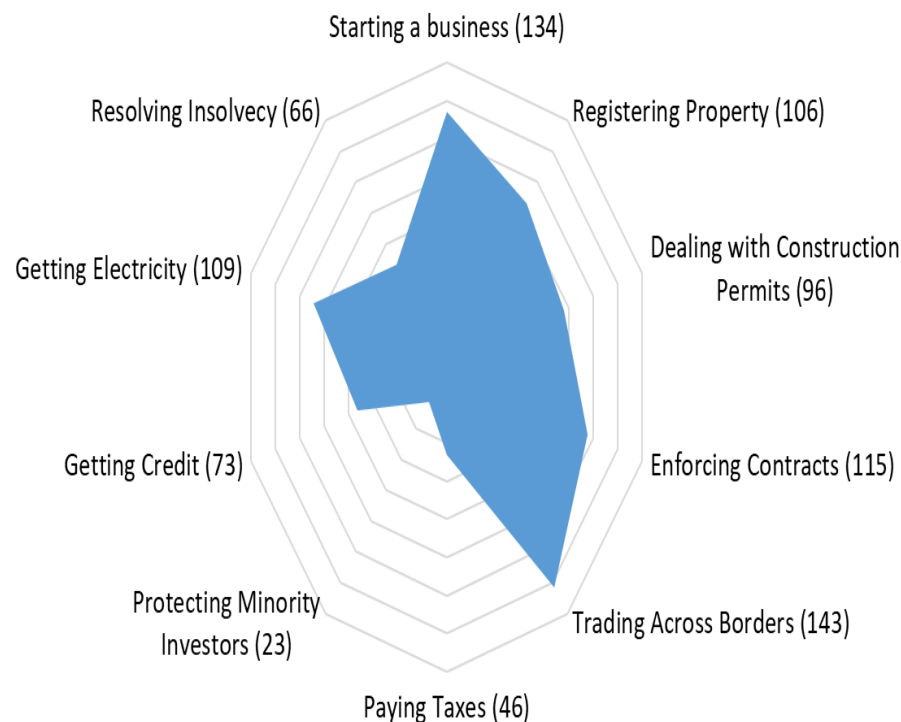 Starting a business (134)
Resolving Insolvecy (66)
Registering Property (106)
Getting Electricity (109)
Dealing with Construction
Permits (96)
Getting Credit (73)
Enforcing Contracts (115)
Protecting Minority
Investors (23)
Trading Across Borders (143)
Paying Taxes (46)